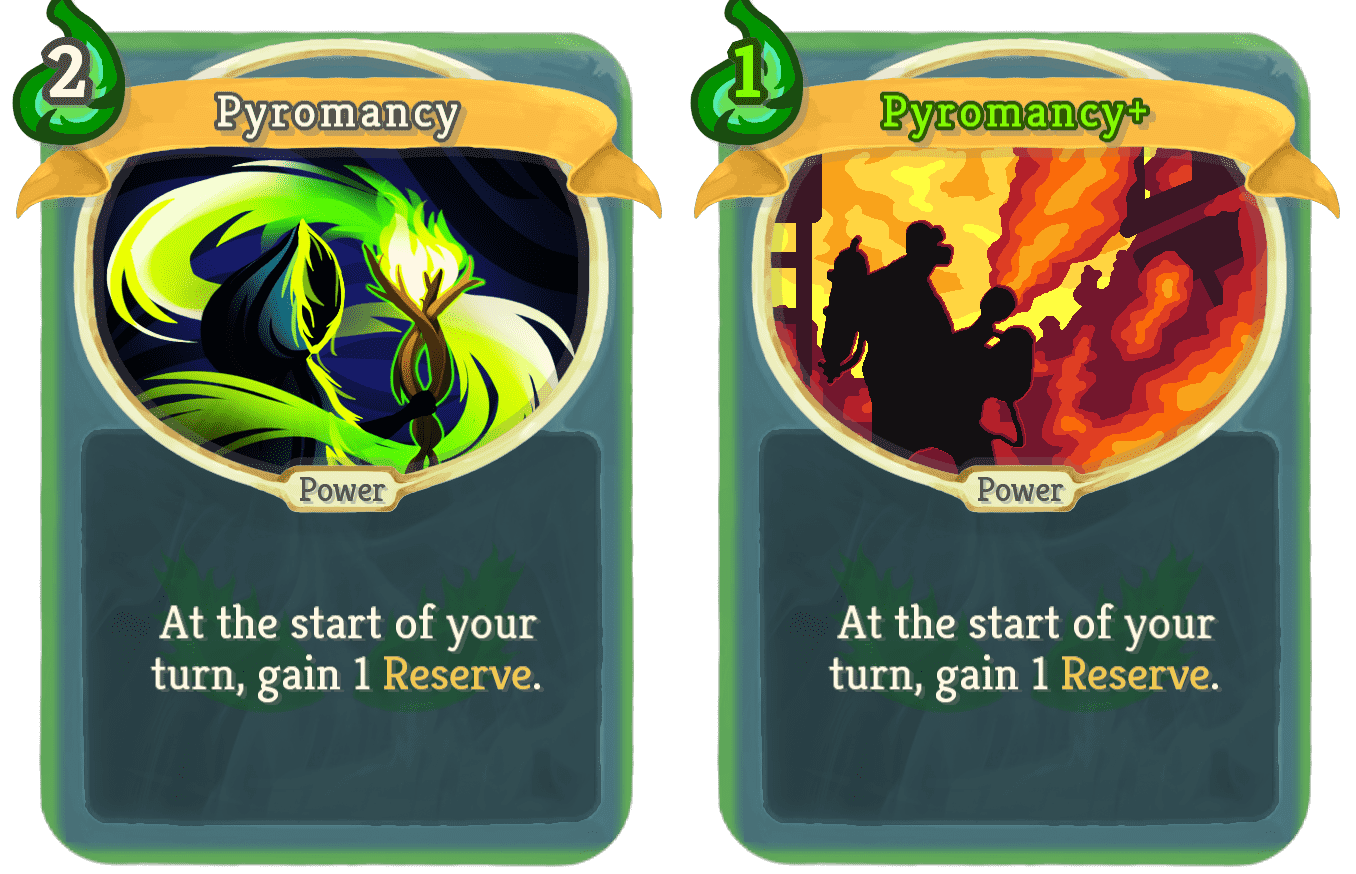 2
Pyromancy
Power
At the start of your
turn, gain 1 Reserve.
1
Pyromancy+
Power
At the start of your
turn, gain 1 Reserve.